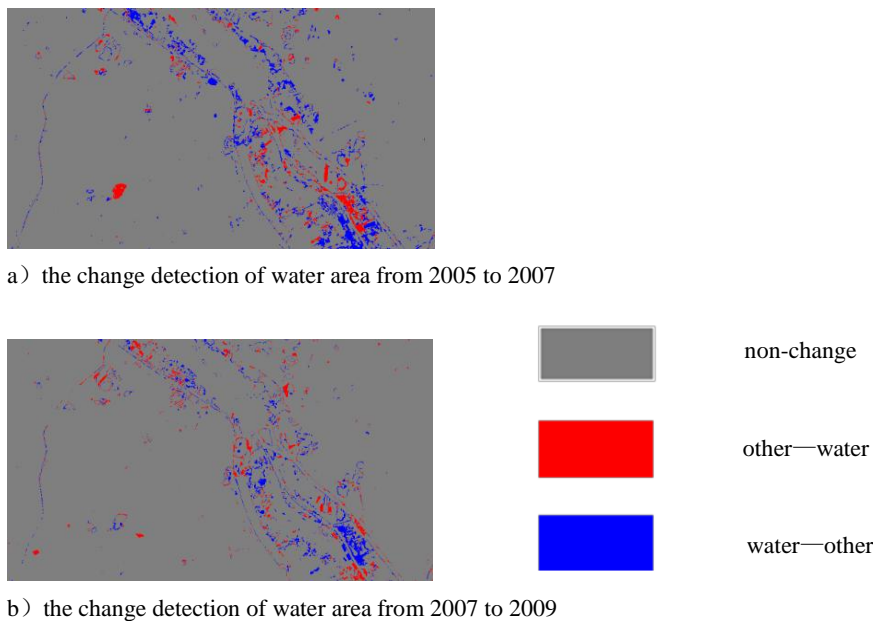 a）the change detection of water area from 2005 to 2007
non-change
other—water
water—other
b）the change detection of water area from 2007 to 2009